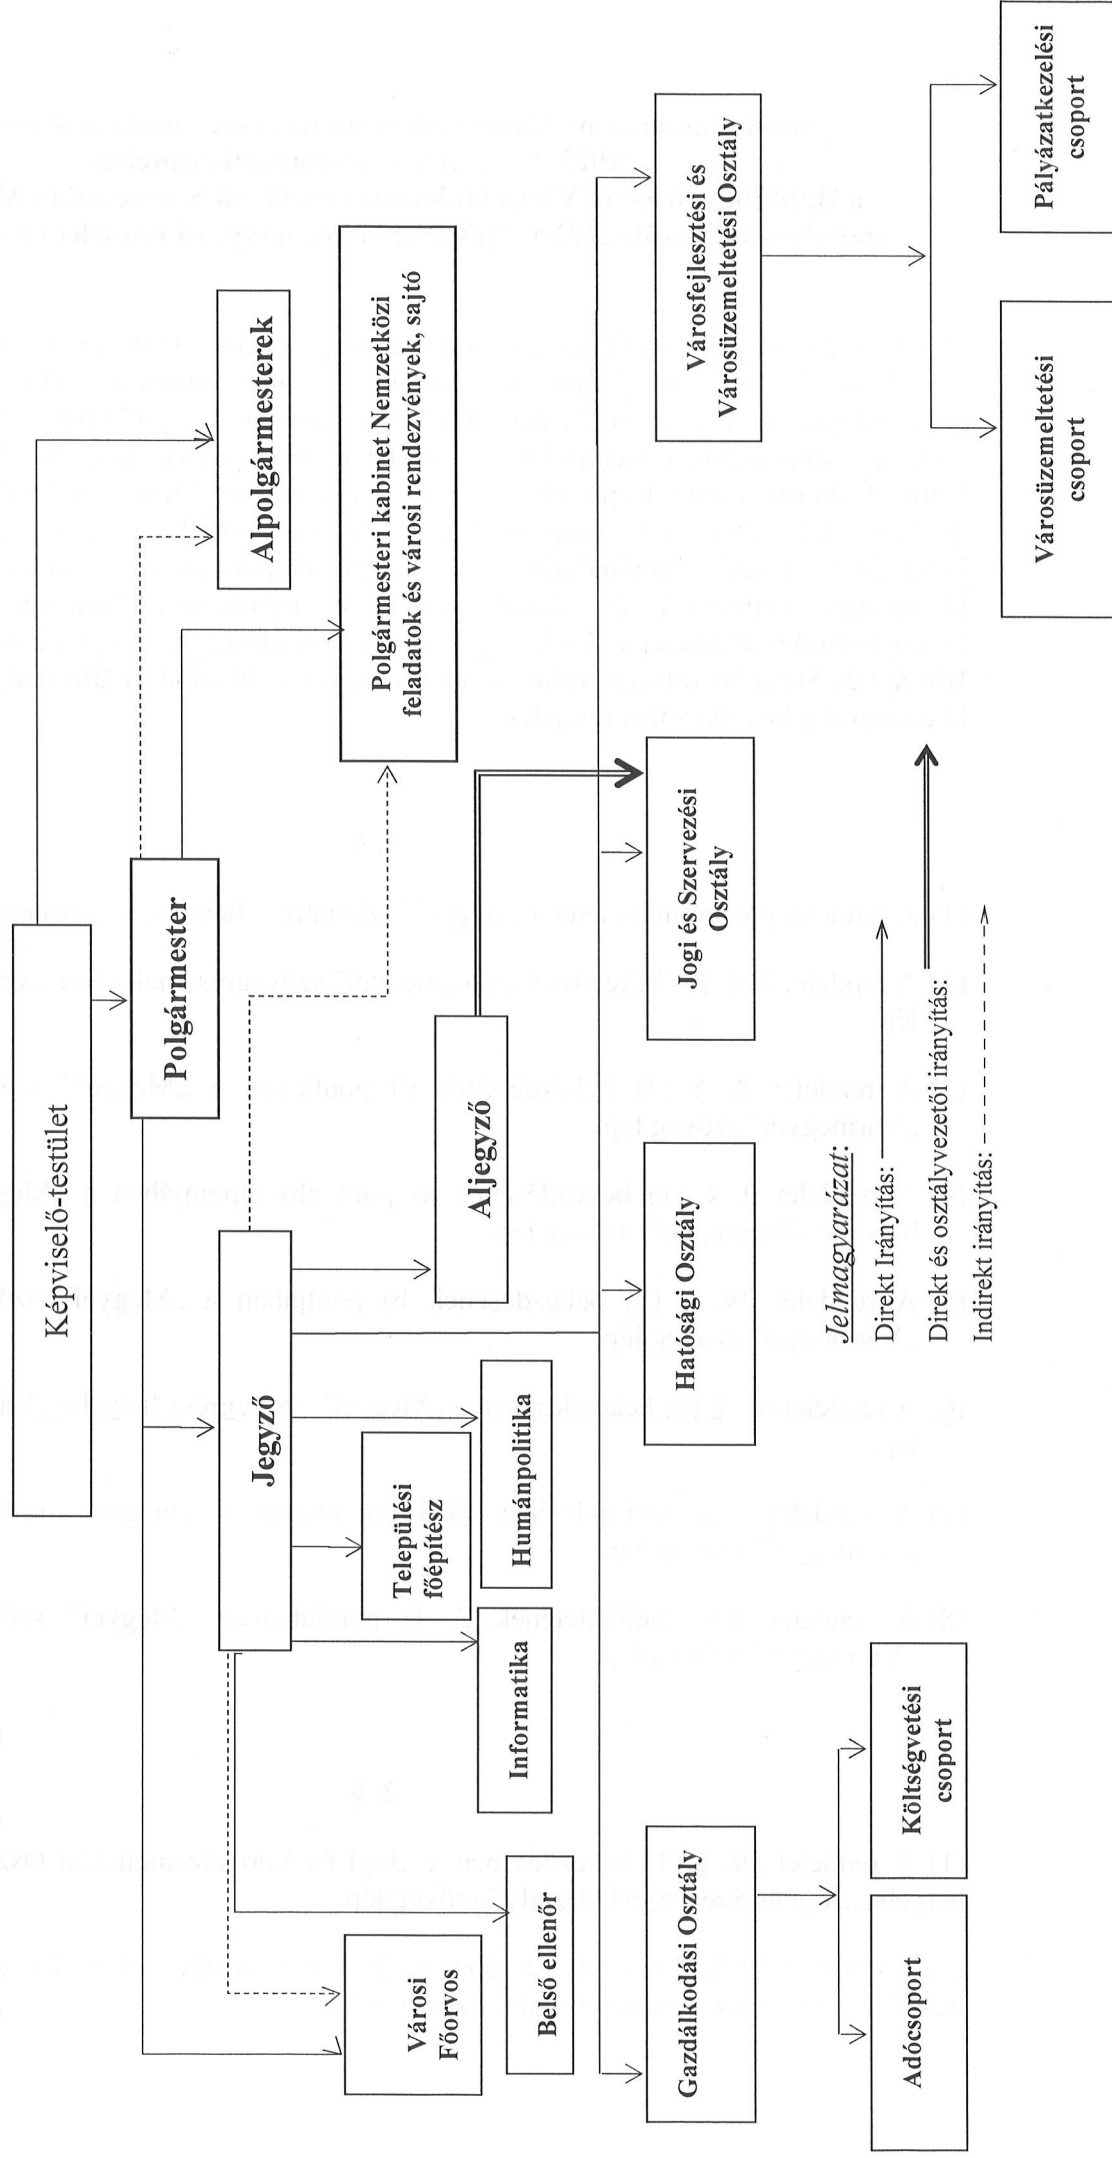 Képviselő-testület
Polgármester
Alpolgármesterek
Jegyző
Polgármesteri kabinet Nemzetközi
feladatok és városi rendezvények, sajtó
Városi
Főorvos
Települési
főépítész
Aljegyző
Belső ellenőr
Informatika
Humánpolitika
Gazdálkodási Osztály
Hatósági Osztály
Jogi és Szervezési
Osztály
Városfejlesztési és
Városüzemeltetési Osztály
Adócsoport
Költségvetési
csoport
Városüzemeltetési
csoport
Pályázatkezelési
csoport
Jelmagyarázat:
Direkt Irányítás:
Direkt és osztályvezetői irányítás:
Indirekt irányítás: